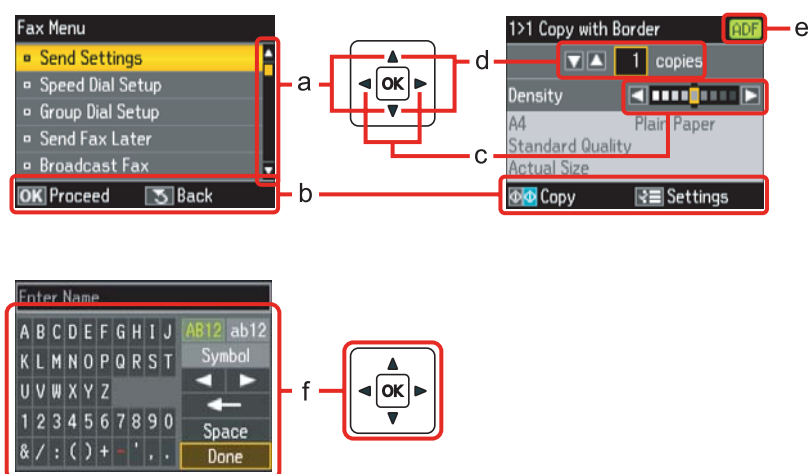 Fax Menu
Send Settings
Speed Dial Setup
Group Dial Setup
Send Fax Later
Broadcast Fax
OK Proceed Back
a
b
OK
c
d
1>1 Copy with Border ADF
1 copies
Density
A4 Plain Paper
Standard Quality
Actual Size
Copy Settings
e
Enter Name
A B C D E F G H I J AB12 ab12
K L M N O P Q R S T Symbol
U V W X Y Z
1 2 3 4 5 6 7 8 9 0 Space
& / : ( ) + - ' , . Done
f
OK